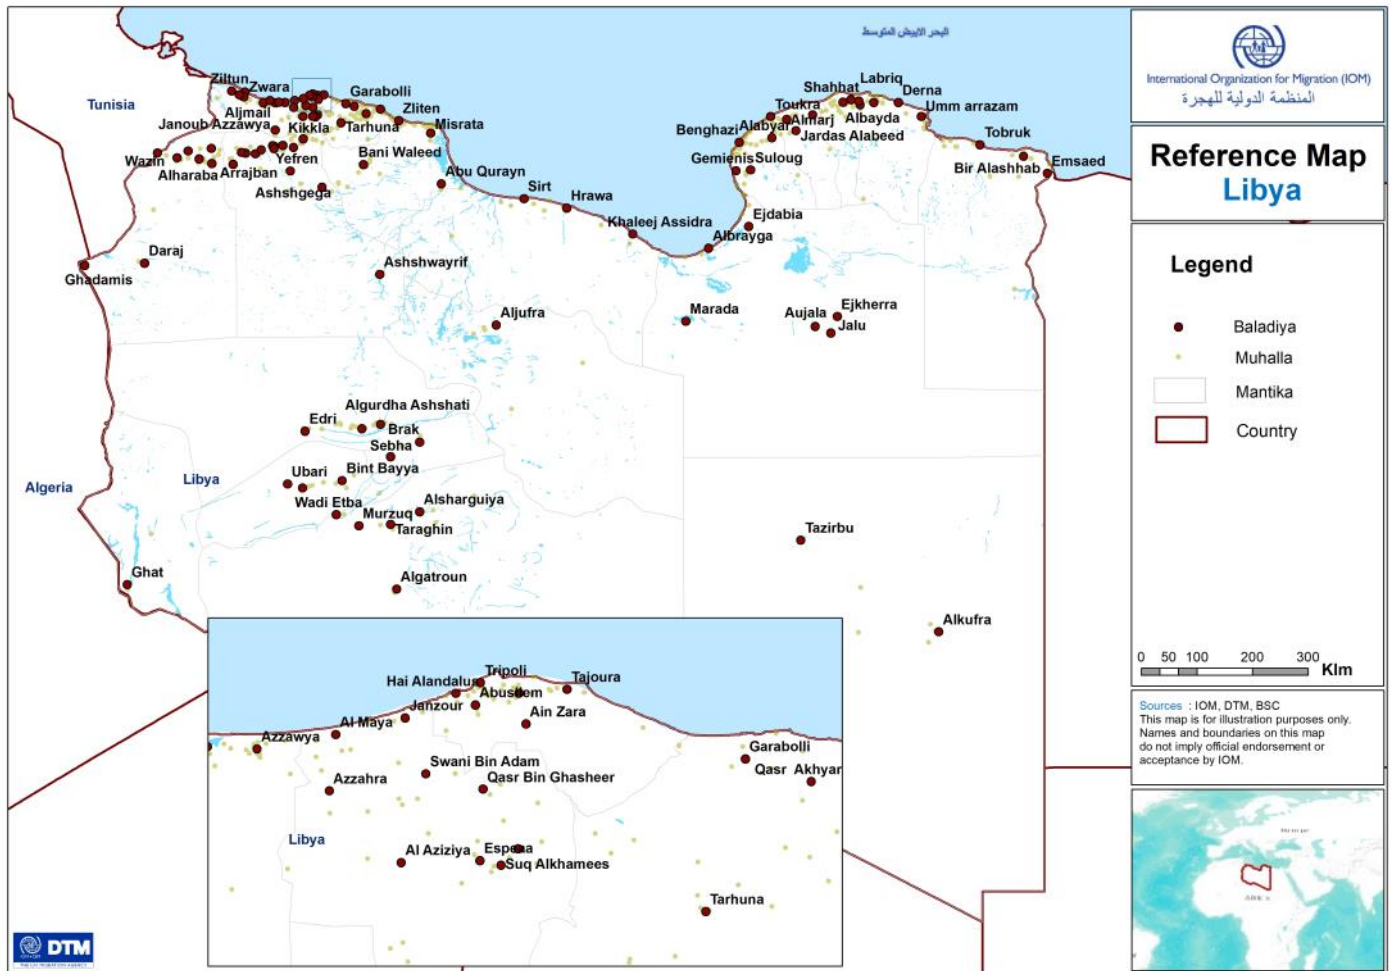 البحر الابيض المتوسط
Tunisia
Algeria
Libya
Ziltun
Zwara
Aljmail
Janoub Azzawya
Garabolli
Zliten
Kikkla
Tarhuna
Misrata
Wazin
Alharaba
Arrajban
Yefren
Bani Waleed
Ashshgega
Abu Qurayn
Sirt
Hrawa
Khaleej Assidra
Albrayga
Ejdabia
Gemienis
Suloug
Benghazi
Alabyar
Toukra
Almarj
Jardas Alabeed
Shahhat
Labriq
Albayda
Derna
Umm arrazam
Tobruk
Bir Alashhab
Emsaed
Daraj
Ghadamis
Ashshwayrif
Aljufra
Marada
Aujala
Ejkherra
Jalu
Algurdha Ashshati
Edri
Brak
Sebha
Ubari
Bint Bayya
Wadi Etba
Murzuq
Alsharguiya
Taraghin
Algatroun
Ghat
Tazirbu
Alkufra
Tripoli
Hai Alandalus
Tajoura
Janzour
Ain Zara
Al Maya
Azzawya
Swani Bin Adam
Azzahra
Qasr Bin Ghasheer
Garabolli
Qasr Akhyar
Libya
Al Aziziya
Suq Alkhamees
Tarhuna
DTM
International Organization for Migration (IOM)
المنظمة الدولية للهجرة
Reference Map
Libya
Legend
Baladiya
Muhalla
Mantika
Country
0 50 100 200 300
Klm
Sources : IOM, DTM, BSC
This map is for illustration purposes only.
Names and boundaries on this map
do not imply official endorsement or
acceptance by IOM.